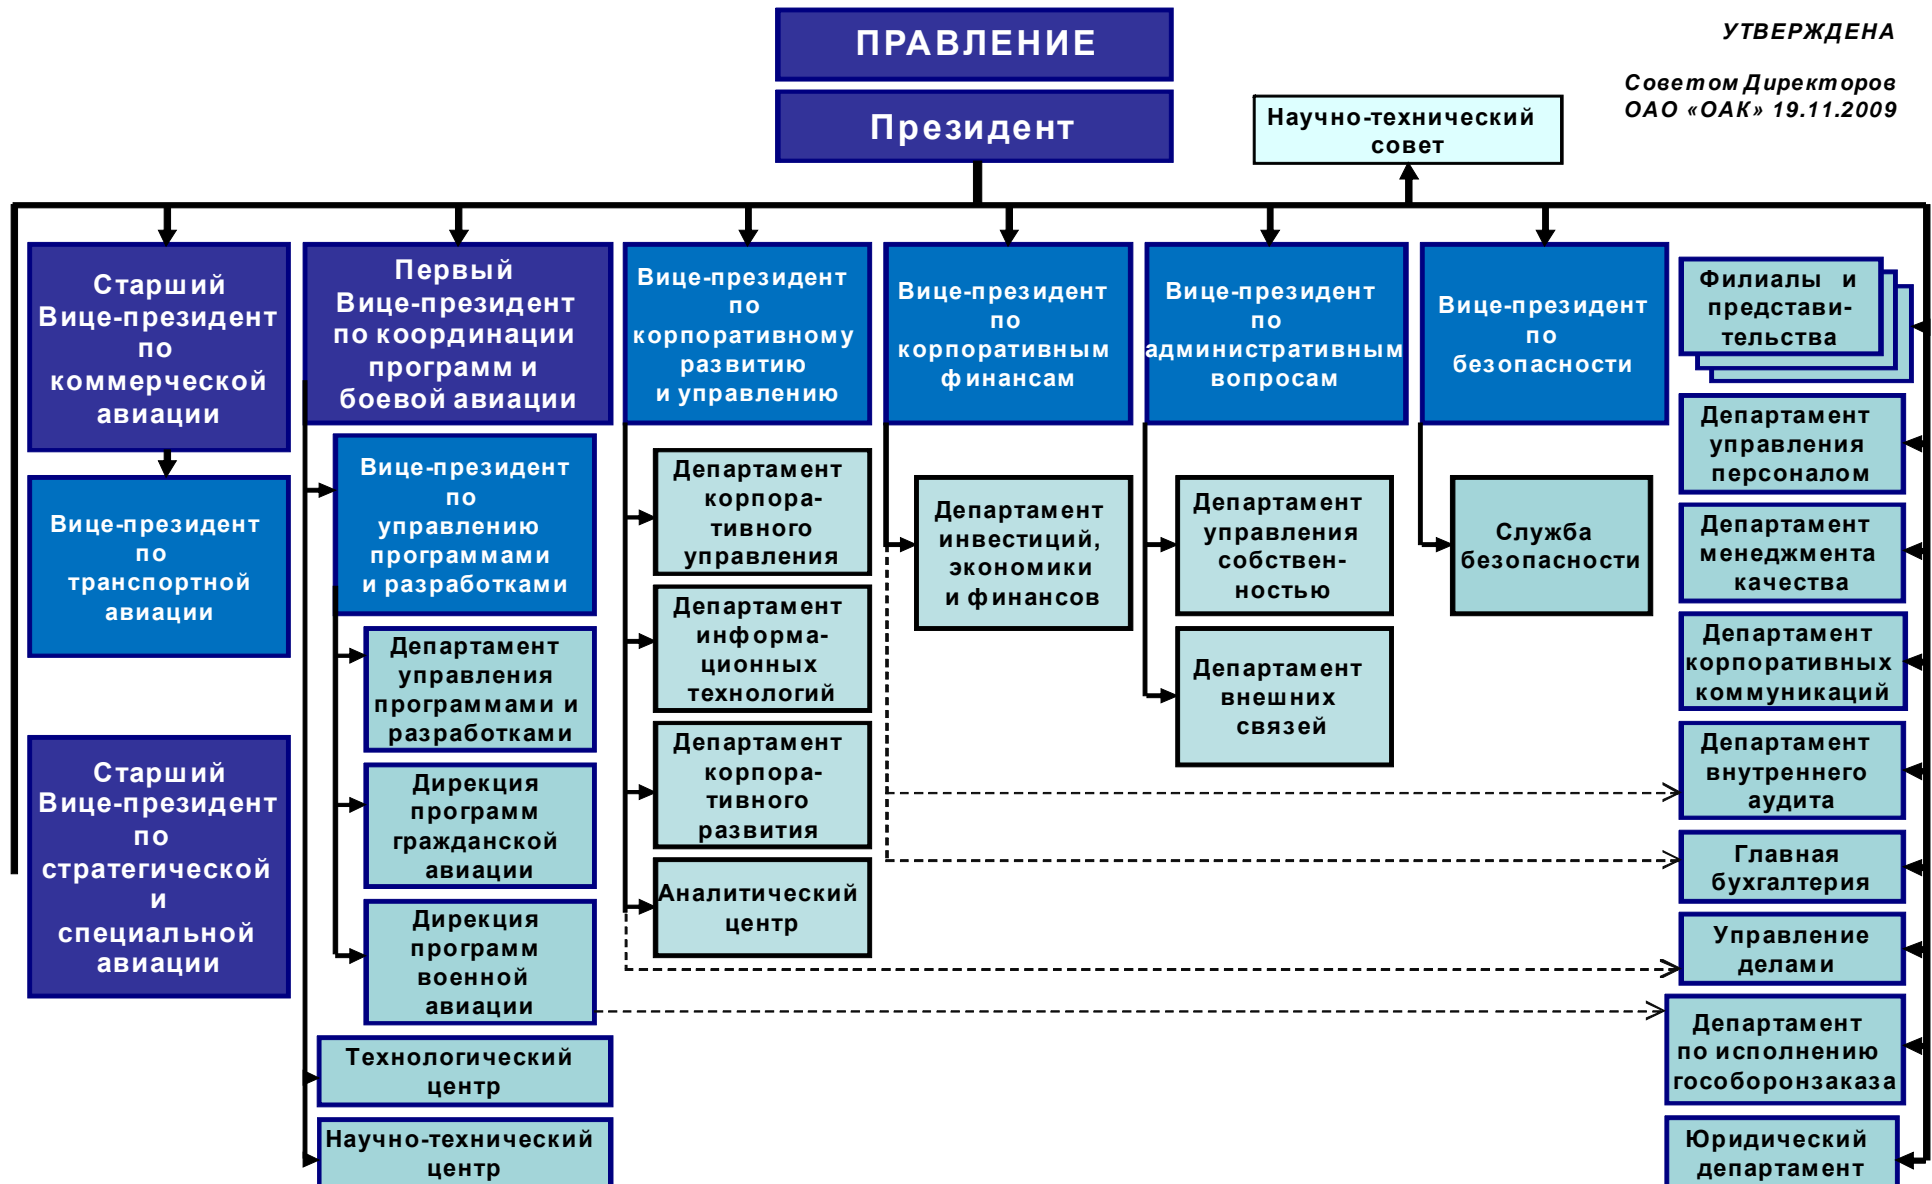 ПРАВЛЕНИЕ
Президент
УТВЕРЖДЕНА
Советом Директоров
ОАО «ОАК» 19.11.2009
Научно-технический
совет
Старший
Вице-президент
по
коммерческой
авиации
Вице-президент
по
транспортной
авиации
Старший
Вице-президент
по
стратегической
и
специальной
авиации
Первый
Вице-президент
по координации
программ и
боевой авиации
Вице-президент
по
управлению
программами
и разработками
Департамент
управления
программами и
разработками
Дирекция
программ
гражданской
авиации
Дирекция
программ
военной
авиации
Технологический
центр
Научно-технический
центр
Вице-президент
по
корпоративному
развитию
и управлению
Департамент
корпора-
тивного
управления
Департамент
информа-
ционных
технологий
Департамент
корпора-
тивного
развития
Аналитический
центр
Вице-президент
по
корпоративным
финансам
Департамент
инвестиций,
экономики
и финансов
Вице-президент
по
административным
вопросам
Департамент
управления
собствен-
ностью
Департамент
внешних
связей
Вице-президент
по
безопасности
Служба
безопасности
Филиалы и
представи-
тельства
Департамент
управления
персоналом
Департамент
менеджмента
качества
Департамент
корпоративных
коммуникаций
Департамент
внутреннего
аудита
Главная
бухгалтерия
Управление
делами
Департамент
по исполнению
гособоронзаказа
Юридический
департамент